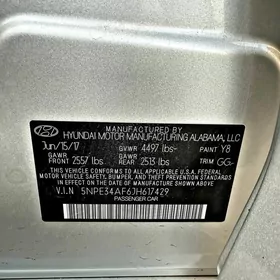 MANUFACTURED BY
HYUNDAI MOTOR MANUFACTURING ALABAMA, LLC
Jun/15/17 GVWR 4497 lbs- PAINT Y8
GAWR GAWR
FRONT 2557 lbs REAR 2513 lbs TRIM GG-
THIS VEHICLE CONFORMS TO ALL APPLICABLE U.S.
FEDERAL MOTOR VEHICLE SAFETY, BUMPER, AND THEFT
PREVENTION STANDARDS IN EFFECT ON THE DATE OF
MANUFACTURE SHOWN ABOVE.
V.I.N 5NPE34AF6JH617429
PASSENGER CAR